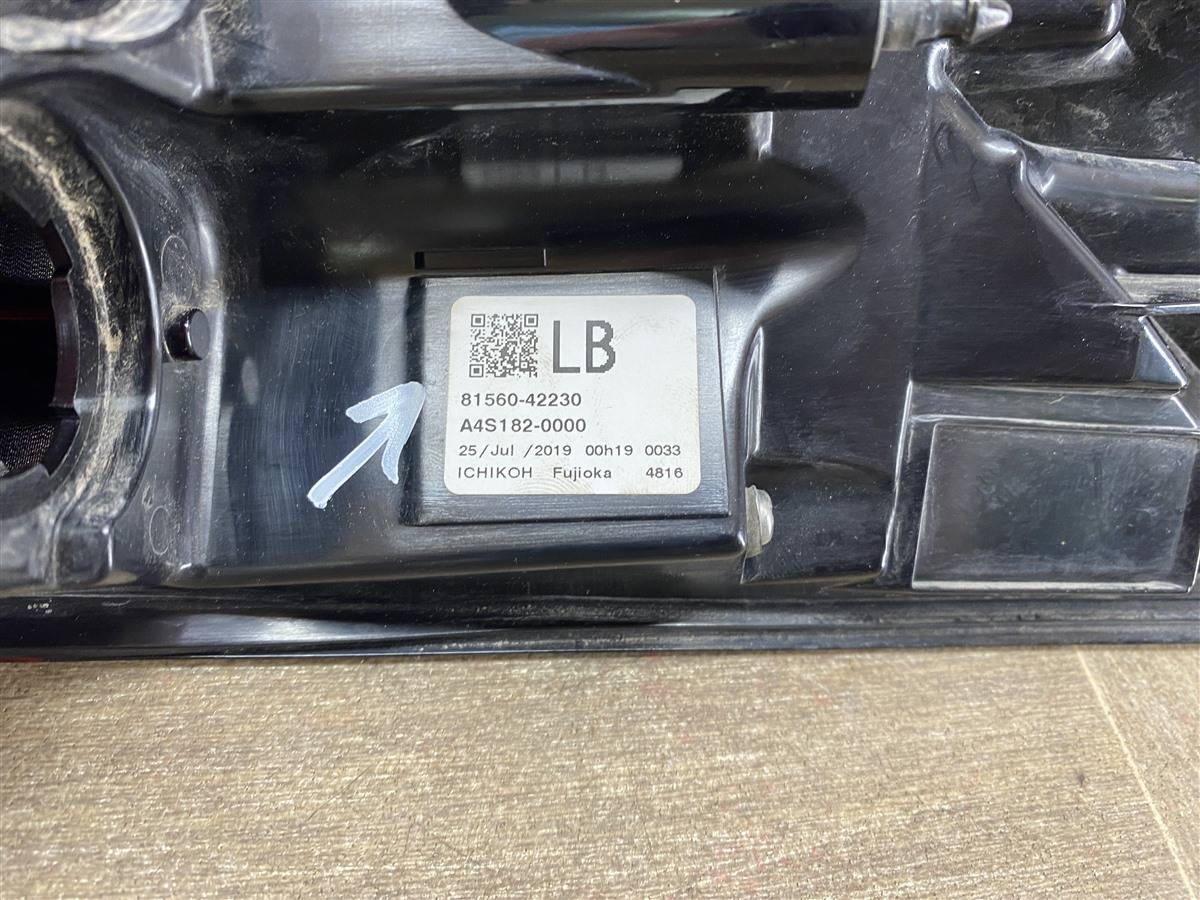 LB
81560-42230
A4S182-0000
25/Jul /2019 00h19 0033
ICHIKOH Fujioka 4816